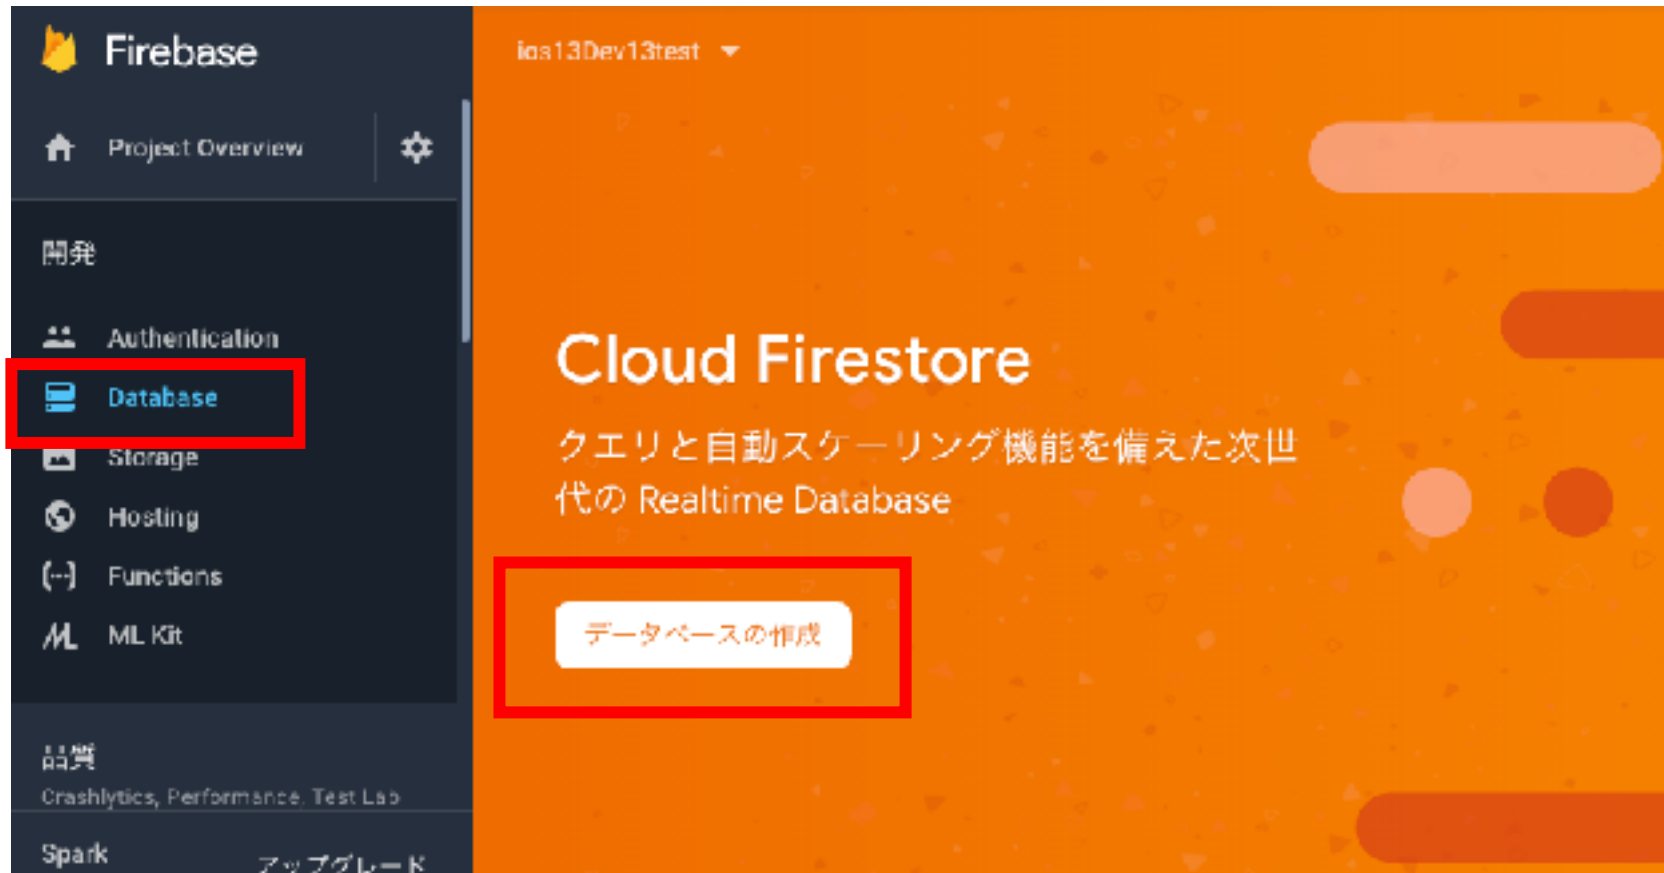 Firebase
ios13Dev13test
Project Overview
開発
Authentication
Database
Storage
Hosting
Functions
ML Kit
品質
Crashlytics, Performance, Test Lab
Spark
アップグレード
Cloud Firestore
クエリと自動スケーリング機能を備えた次世
代の Realtime Database
データベースの作成